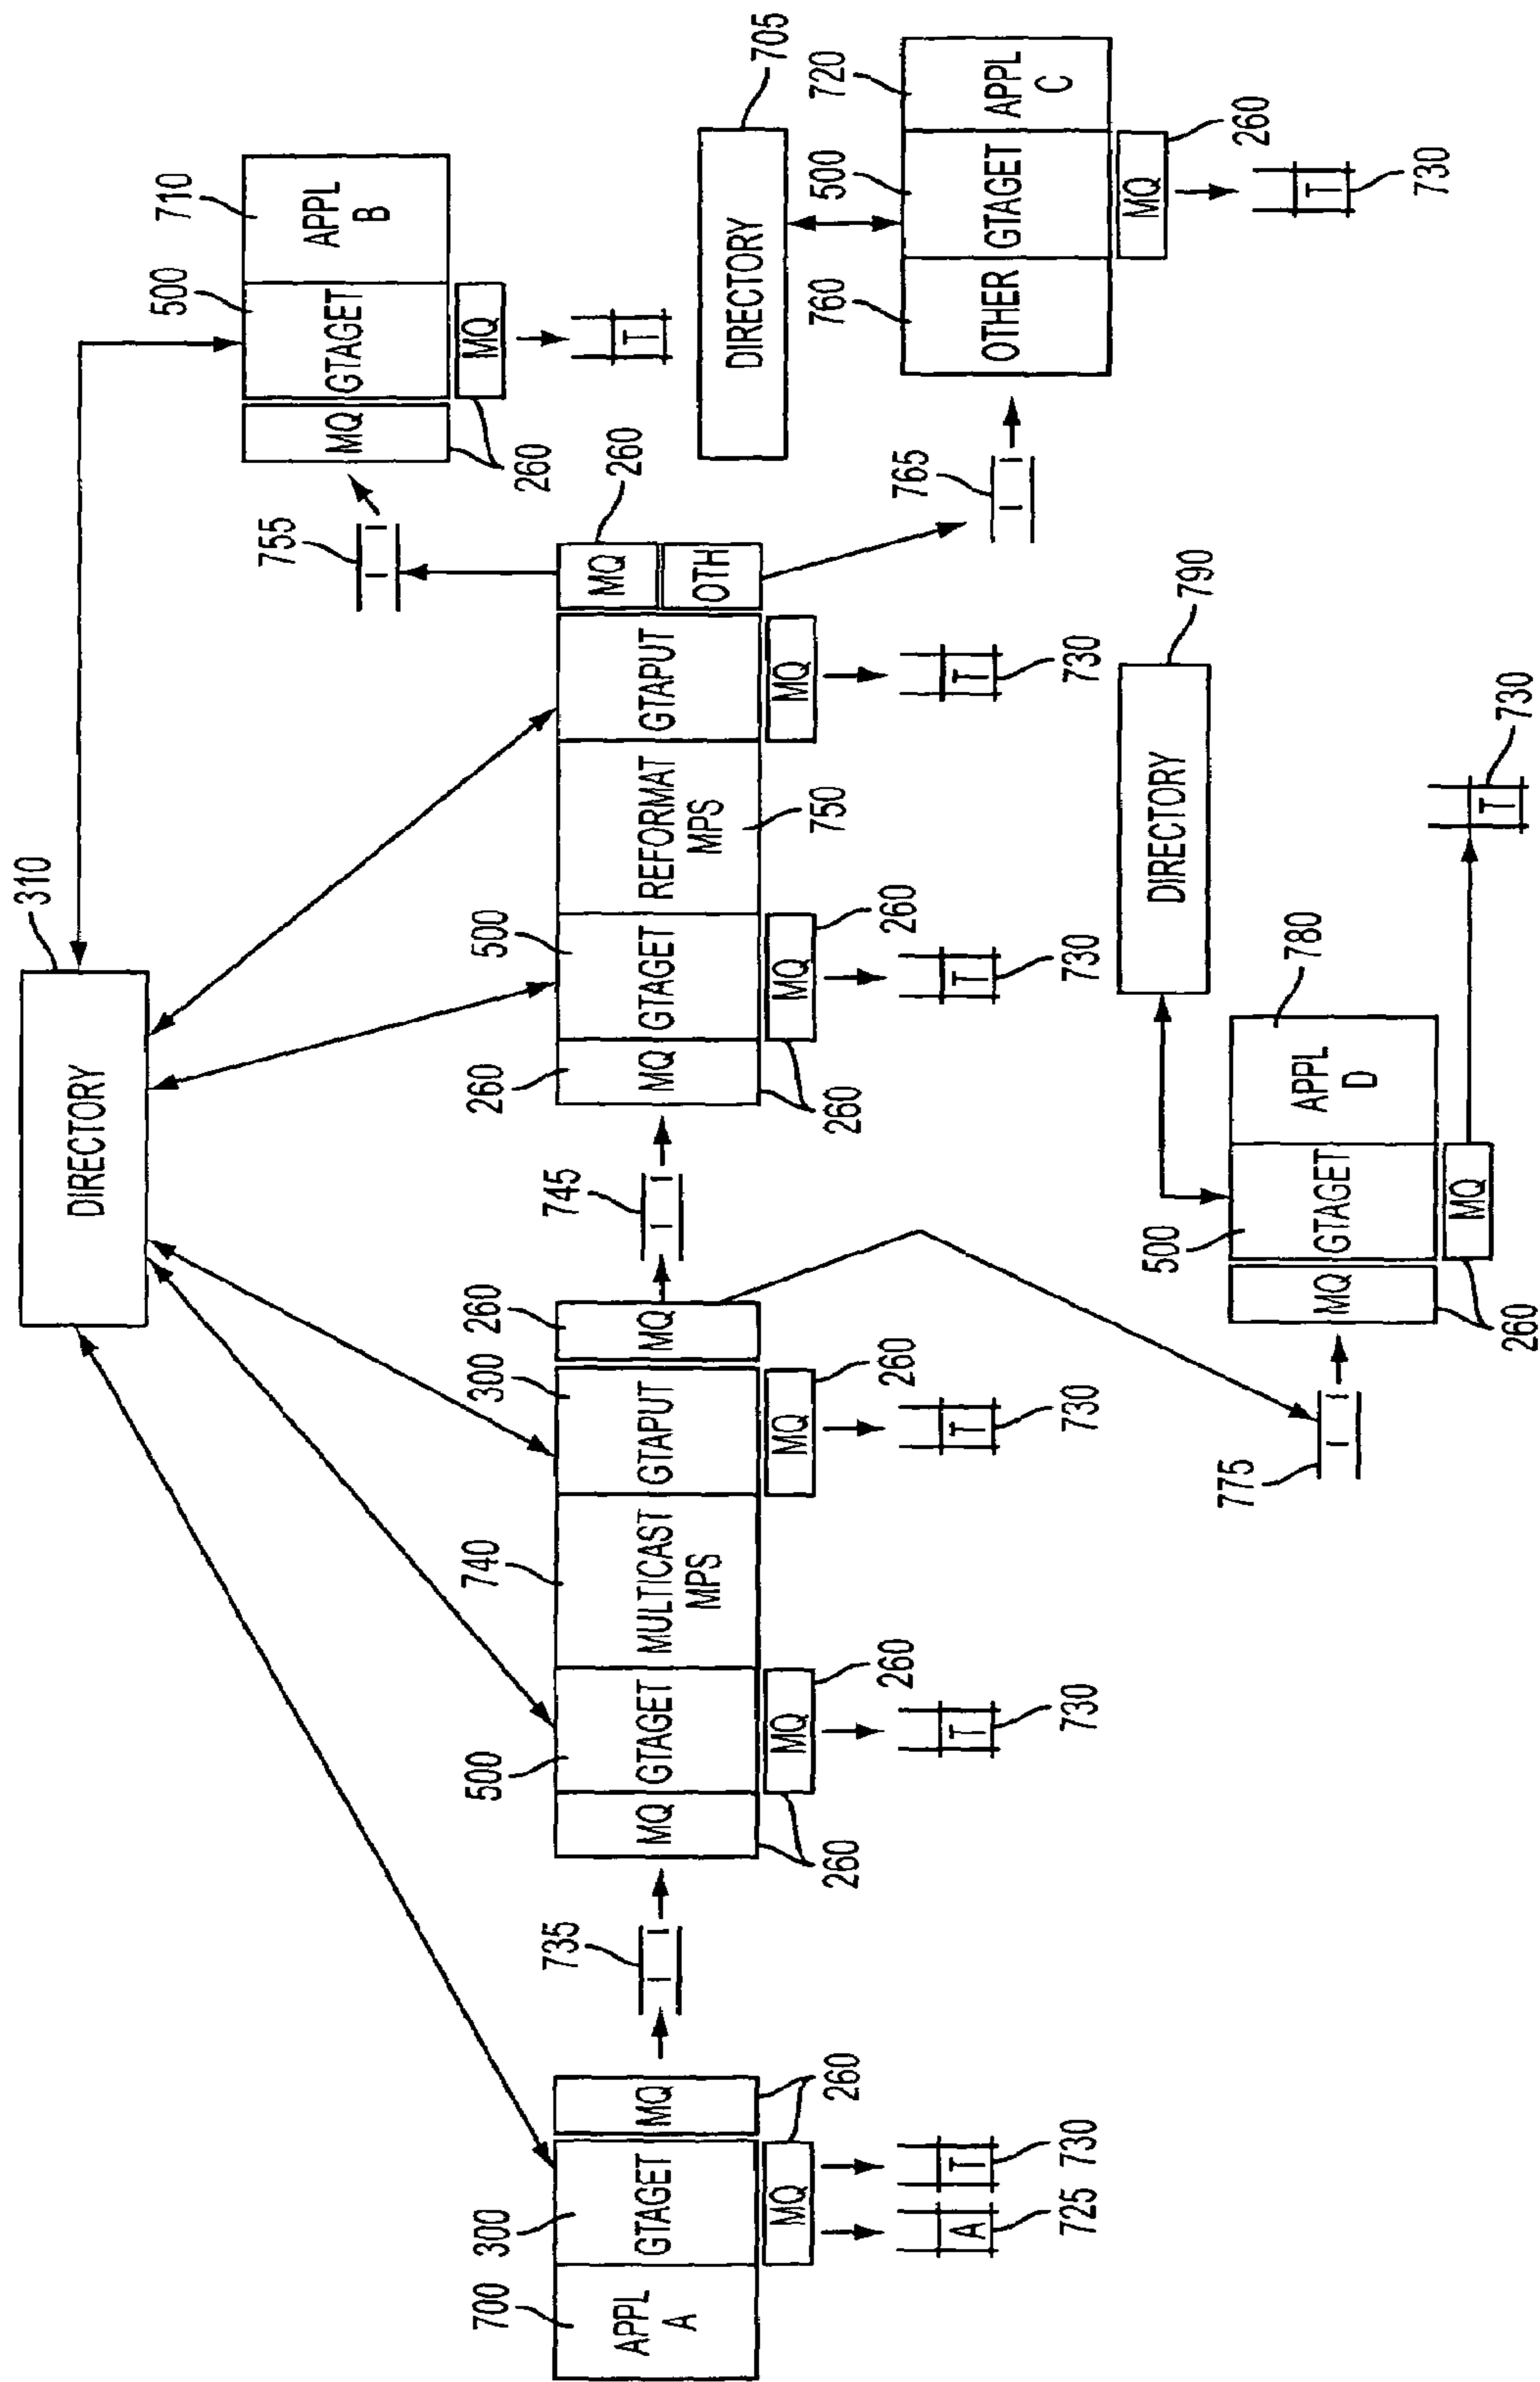 310
DIRECTORY
500
710
MQ
GTAGET
APPL
B
MQ
260
T
755
700
300
APPL
A
GTAGET
MQ
MQ
260
A
T
725
730
735
I
I
500
740
300
260
MQ
GTAGET
MULTICAST
MPS
GTAPUT
MQ
260
MQ
260
MQ
260
T
730
T
730
745
I
I
260
500
MQ
GTAGET
REFORMAT
MPS
750
GTAPUT
MQ
OTH
260
260
MQ
260
MQ
T
730
T
730
I
I
765
I
I
705
DIRECTORY
760
500
720
OTHER
GTAGET
APPL
C
MQ
260
T
730
790
DIRECTORY
775
I
I
500
780
MQ
GTAGET
APPL
D
260
MQ
T
730